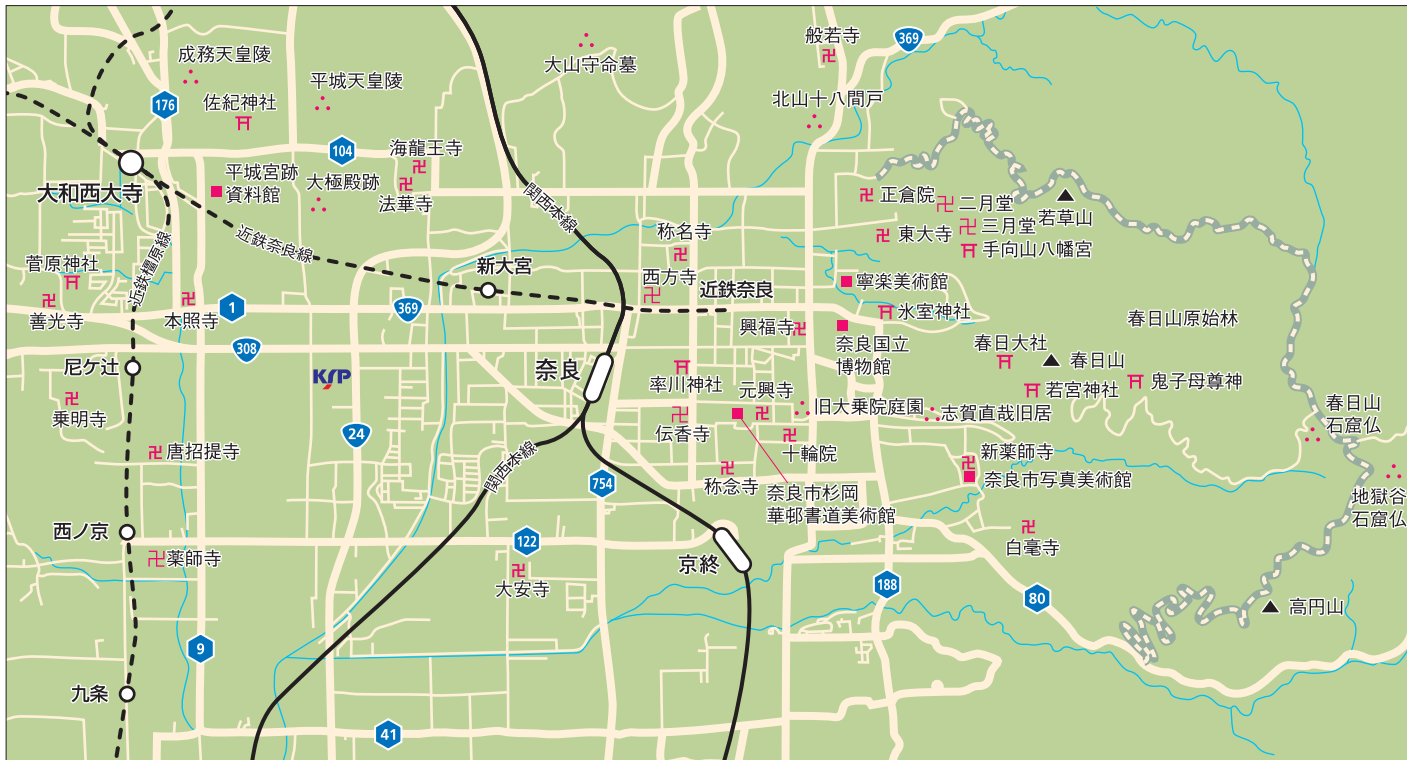 般若寺
369
成務天皇陵
大山守命墓
平城天皇陵
176
佐紀神社
北山十八間戸
104
海龍王寺
平城宮跡
資料館
大極殿跡
大和西大寺
法華寺
関西本線
正倉院
二月堂
若草山
三月堂
東大寺
手向山八幡宮
近鉄奈良線
称名寺
近鉄橿原線
菅原神社
新大宮
西方寺
近鉄奈良
寧楽美術館
善光寺
本照寺
1
369
氷室神社
興福寺
春日山原始林
308
奈良国立
博物館
春日大社
春日山
尼ケ辻
KSP
奈良
率川神社
元興寺
若宮神社
鬼子母尊神
乗明寺
旧大乗院庭園
志賀直哉旧居
春日山
石窟仏
24
伝香寺
十輪院
唐招提寺
関西本線
新薬師寺
754
称念寺
奈良市杉岡
華邨書道美術館
奈良市写真美術館
地獄谷
石窟仏
西ノ京
122
薬師寺
京終
白毫寺
大安寺
188
80
高円山
9
九条
41